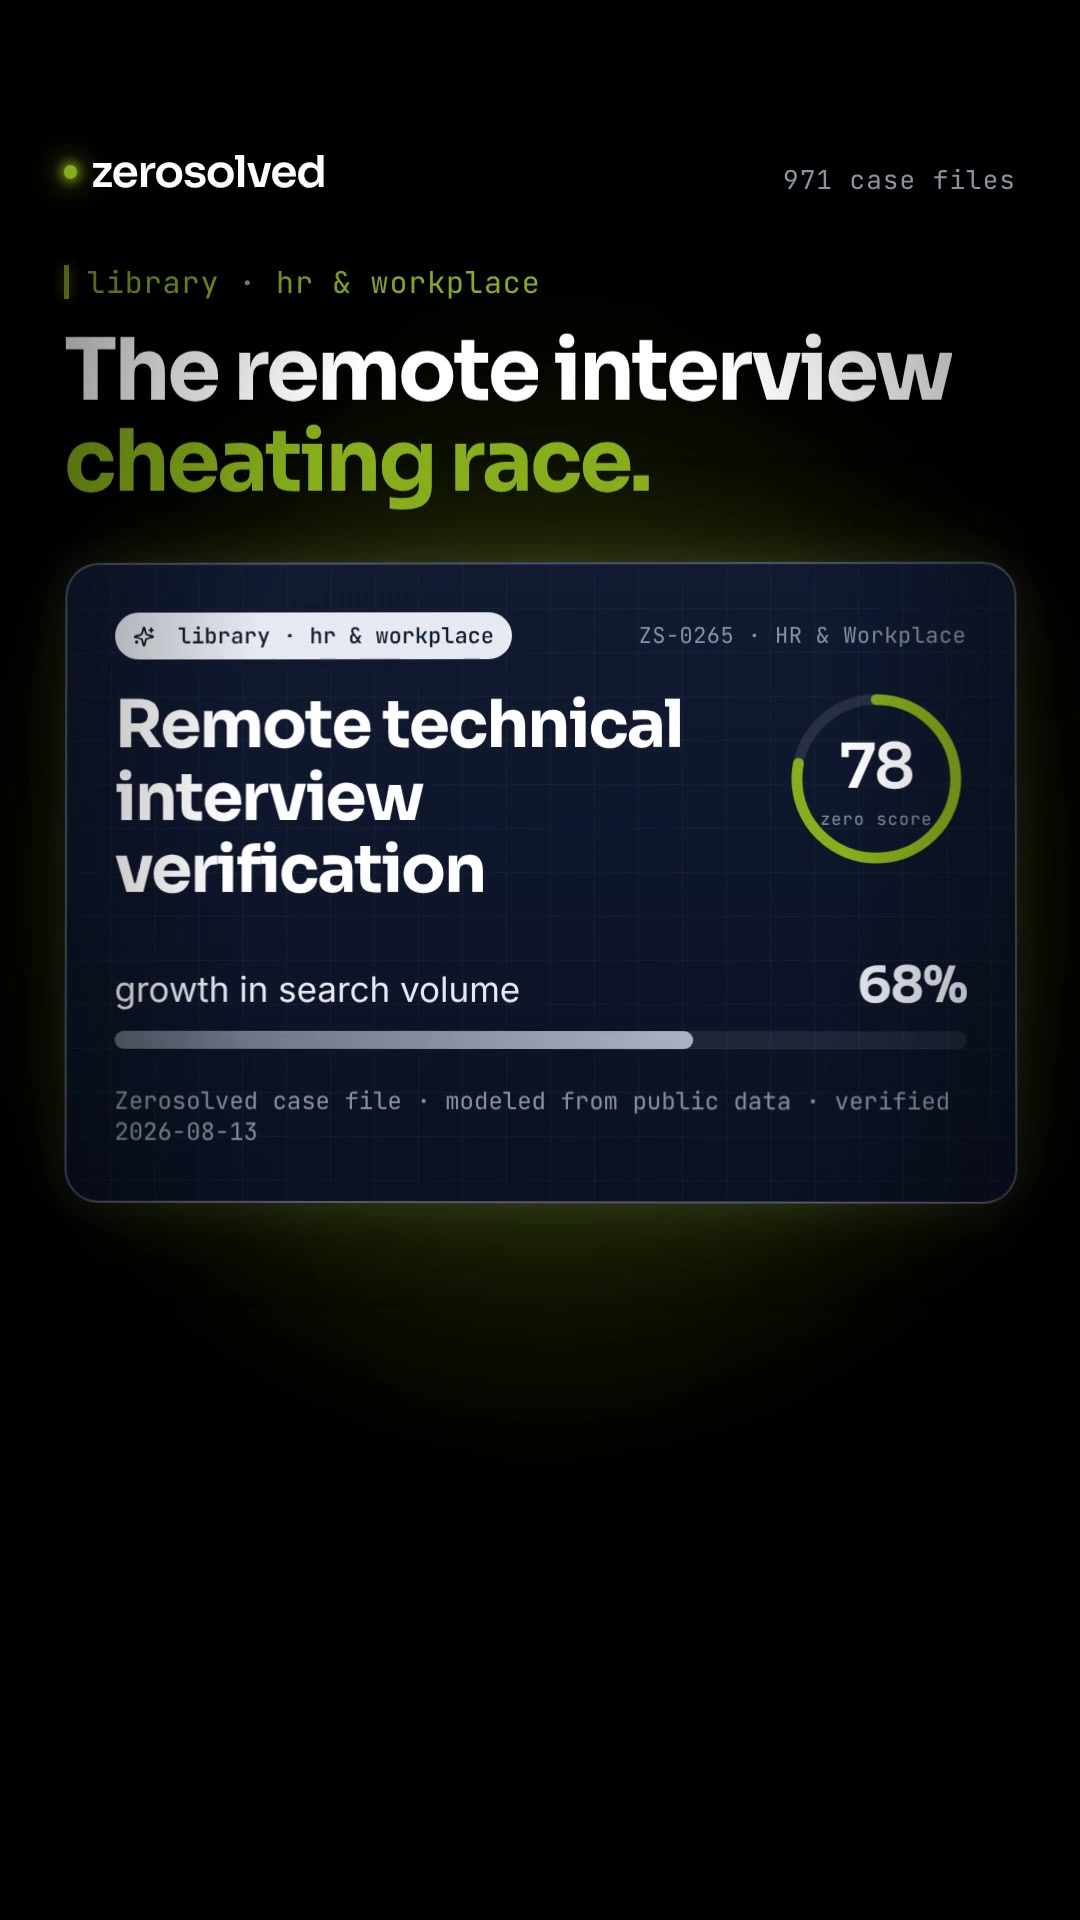 zerosolved
971 case files
library · hr & workplace
The remote interview
cheating race.
library · hr & workplace
ZS-0265 · HR & Workplace
Remote technical
interview
verification
78
zero score
growth in search volume
68%
Zerosolved case file · modeled from public data · verified
2026-08-13